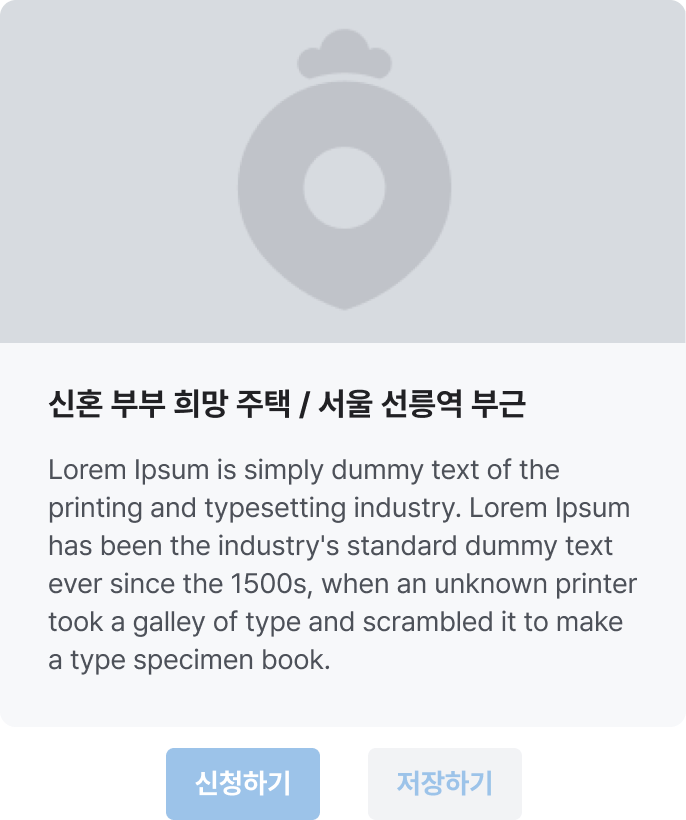 신혼 부부 희망 주택 / 서울 선릉역 부근
Lorem Ipsum is simply dummy text of the
printing and typesetting industry. Lorem Ipsum
has been the industry's standard dummy text
ever since the 1500s, when an unknown printer
took a galley of type and scrambled it to make
a type specimen book.
신청하기
저장하기